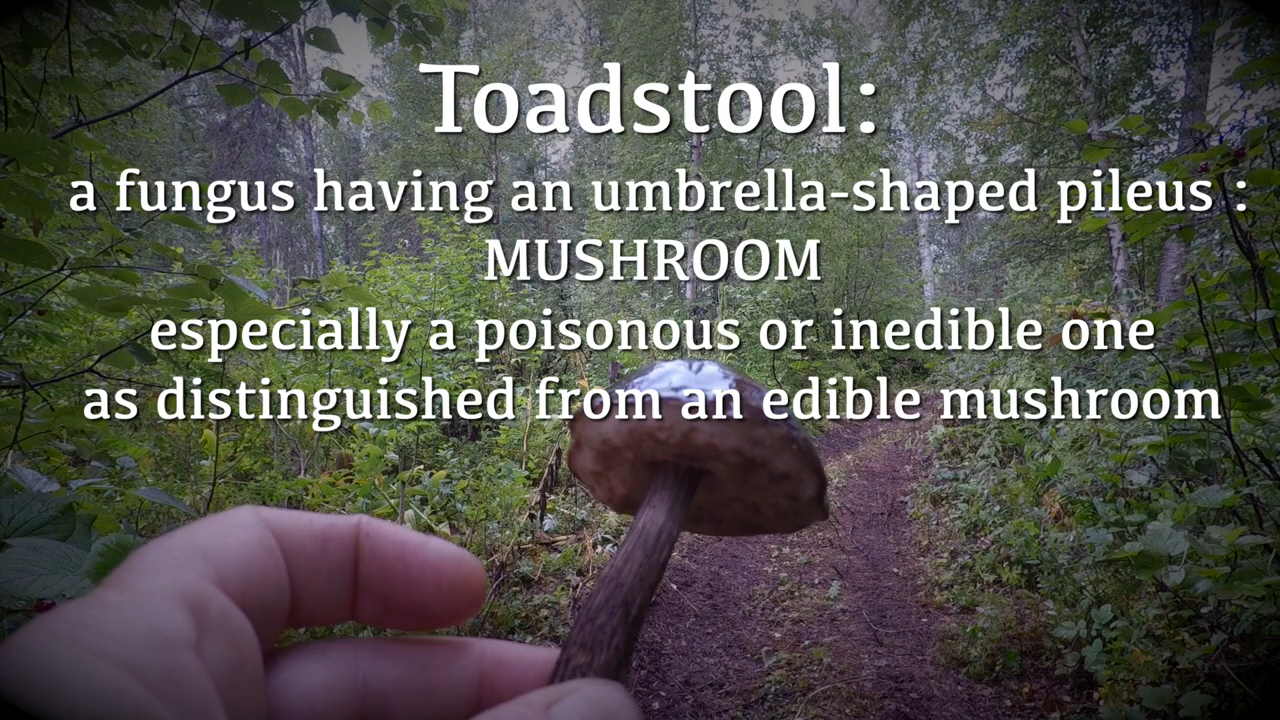 Toadstool:
a fungus having an umbrella-shaped pileus :
MUSHROOM
especially a poisonous or inedible one
as distinguished from an edible mushroom